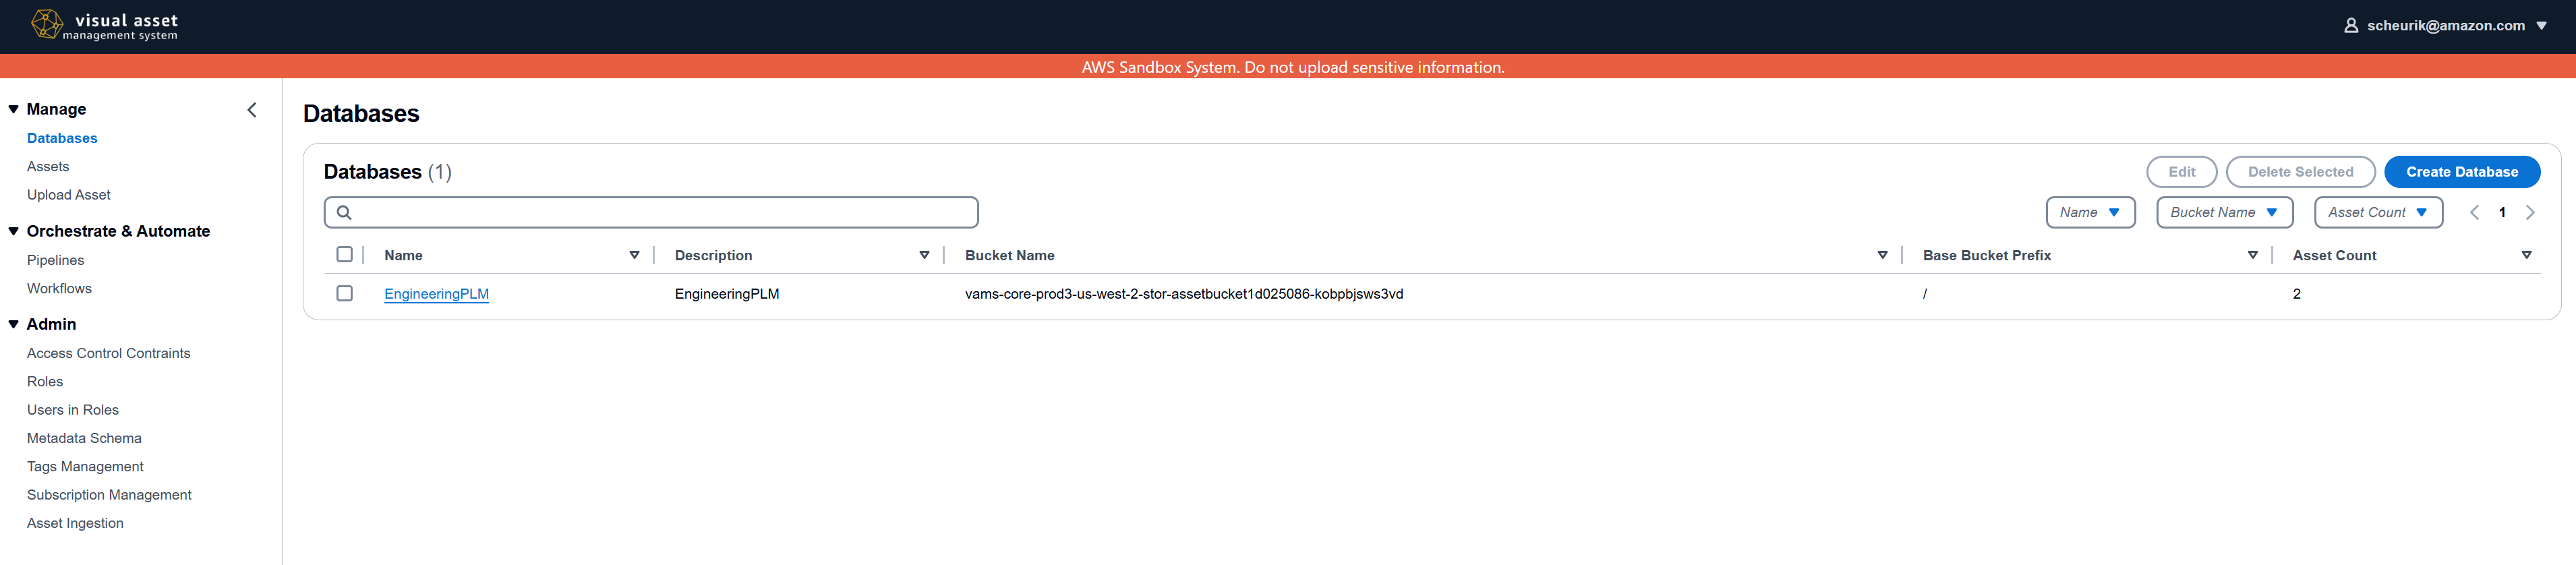 visual asset
management system
scheurik@amazon.com
AWS Sandbox System. Do not upload sensitive information.
Manage
Databases
Assets
Upload Asset
Orchestrate & Automate
Pipelines
Workflows
Admin
Access Control Contraints
Roles
Users in Roles
Metadata Schema
Tags Management
Subscription Management
Asset Ingestion
Databases
Databases (1)
Edit Delete Selected Create Database
Name Bucket Name Asset Count 1
Name Description Bucket Name Base Bucket Prefix Asset Count
EngineeringPLM EngineeringPLM vams-core-prod3-us-west-2-stor-assetbucket1d025086-kobpbjsws3vd / 2